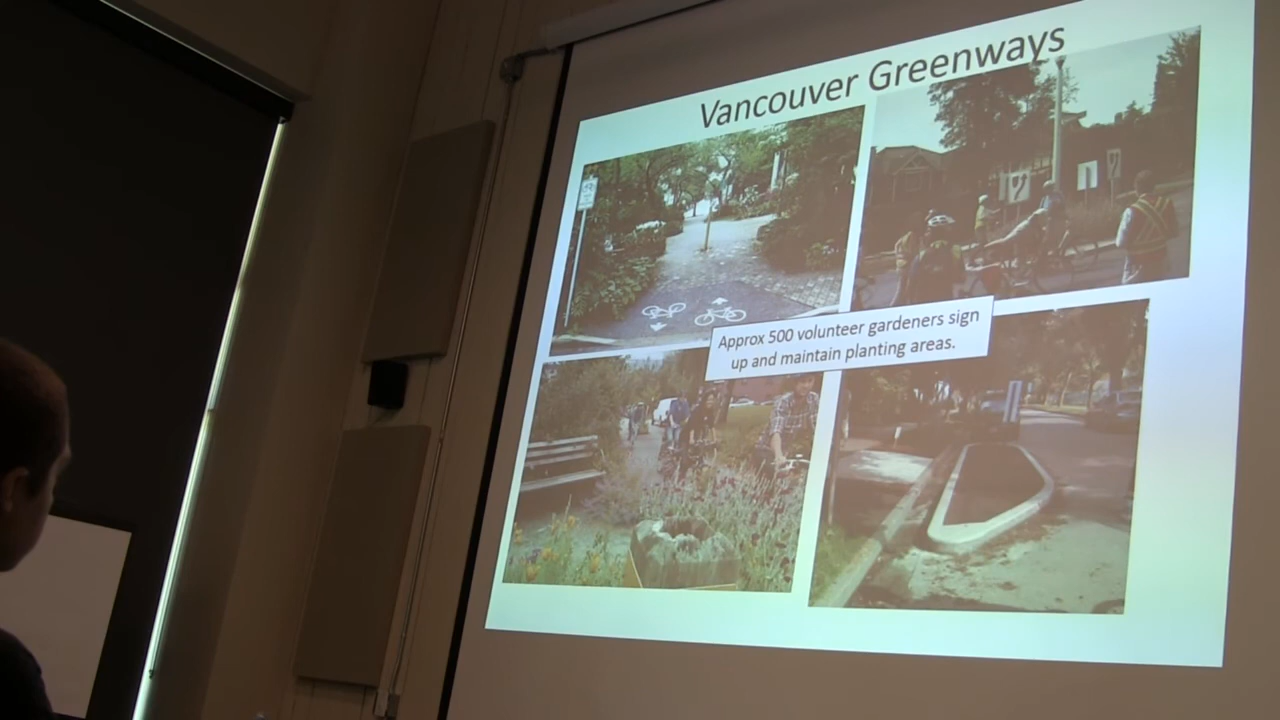 Vancouver Greenways
Approx 500 volunteer gardeners sign
up and maintain planting areas.